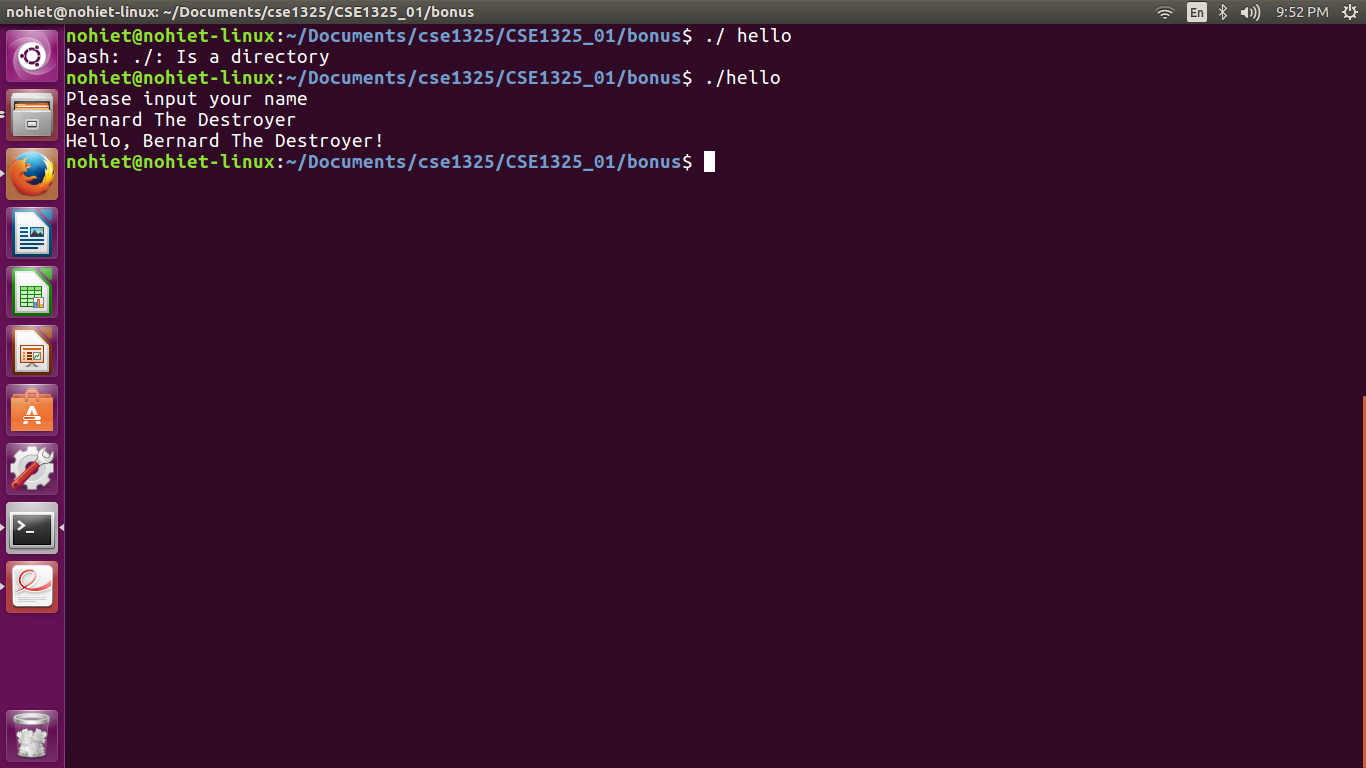 nohiet@nohiet-linux: ~/Documents/cse1325/CSE1325_01/bonus
En
9:52 PM
nohiet@nohiet-linux:~/Documents/cse1325/CSE1325_01/bonus$ ./ hello
bash: ./: Is a directory
nohiet@nohiet-linux:~/Documents/cse1325/CSE1325_01/bonus$ ./hello
Please input your name
Bernard The Destroyer
Hello, Bernard The Destroyer!
nohiet@nohiet-linux:~/Documents/cse1325/CSE1325_01/bonus$